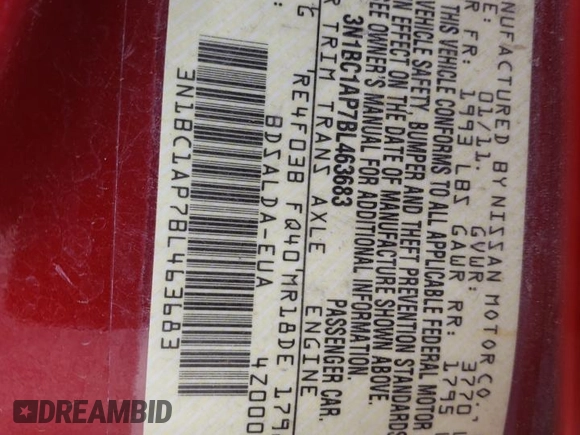 NUFACTURED BY NISSAN MOTOR CO.,
E: 01/11. GVWR: 3770
R FR: 1993 LBS GAWR RR: 1795
THIS VEHICLE CONFORMS TO ALL APPLICABLE FEDERAL MOTOR
VEHICLE SAFETY, BUMPER AND THEFT PREVENTION STANDARDS
IN EFFECT ON THE DATE OF MANUFACTURE SHOWN ABOVE.
SEE OWNER'S MANUAL FOR ADDITIONAL INFORMATION.
3N1BC1AP7BL463683 PASSENGER CAR.
R TRIM TRANS AXLE ENGINE
RE4F03B FQ40 MR18DE 179
BDSALDA-EUA 4Z000
3N1BC1AP7BL463683
DREAMBID